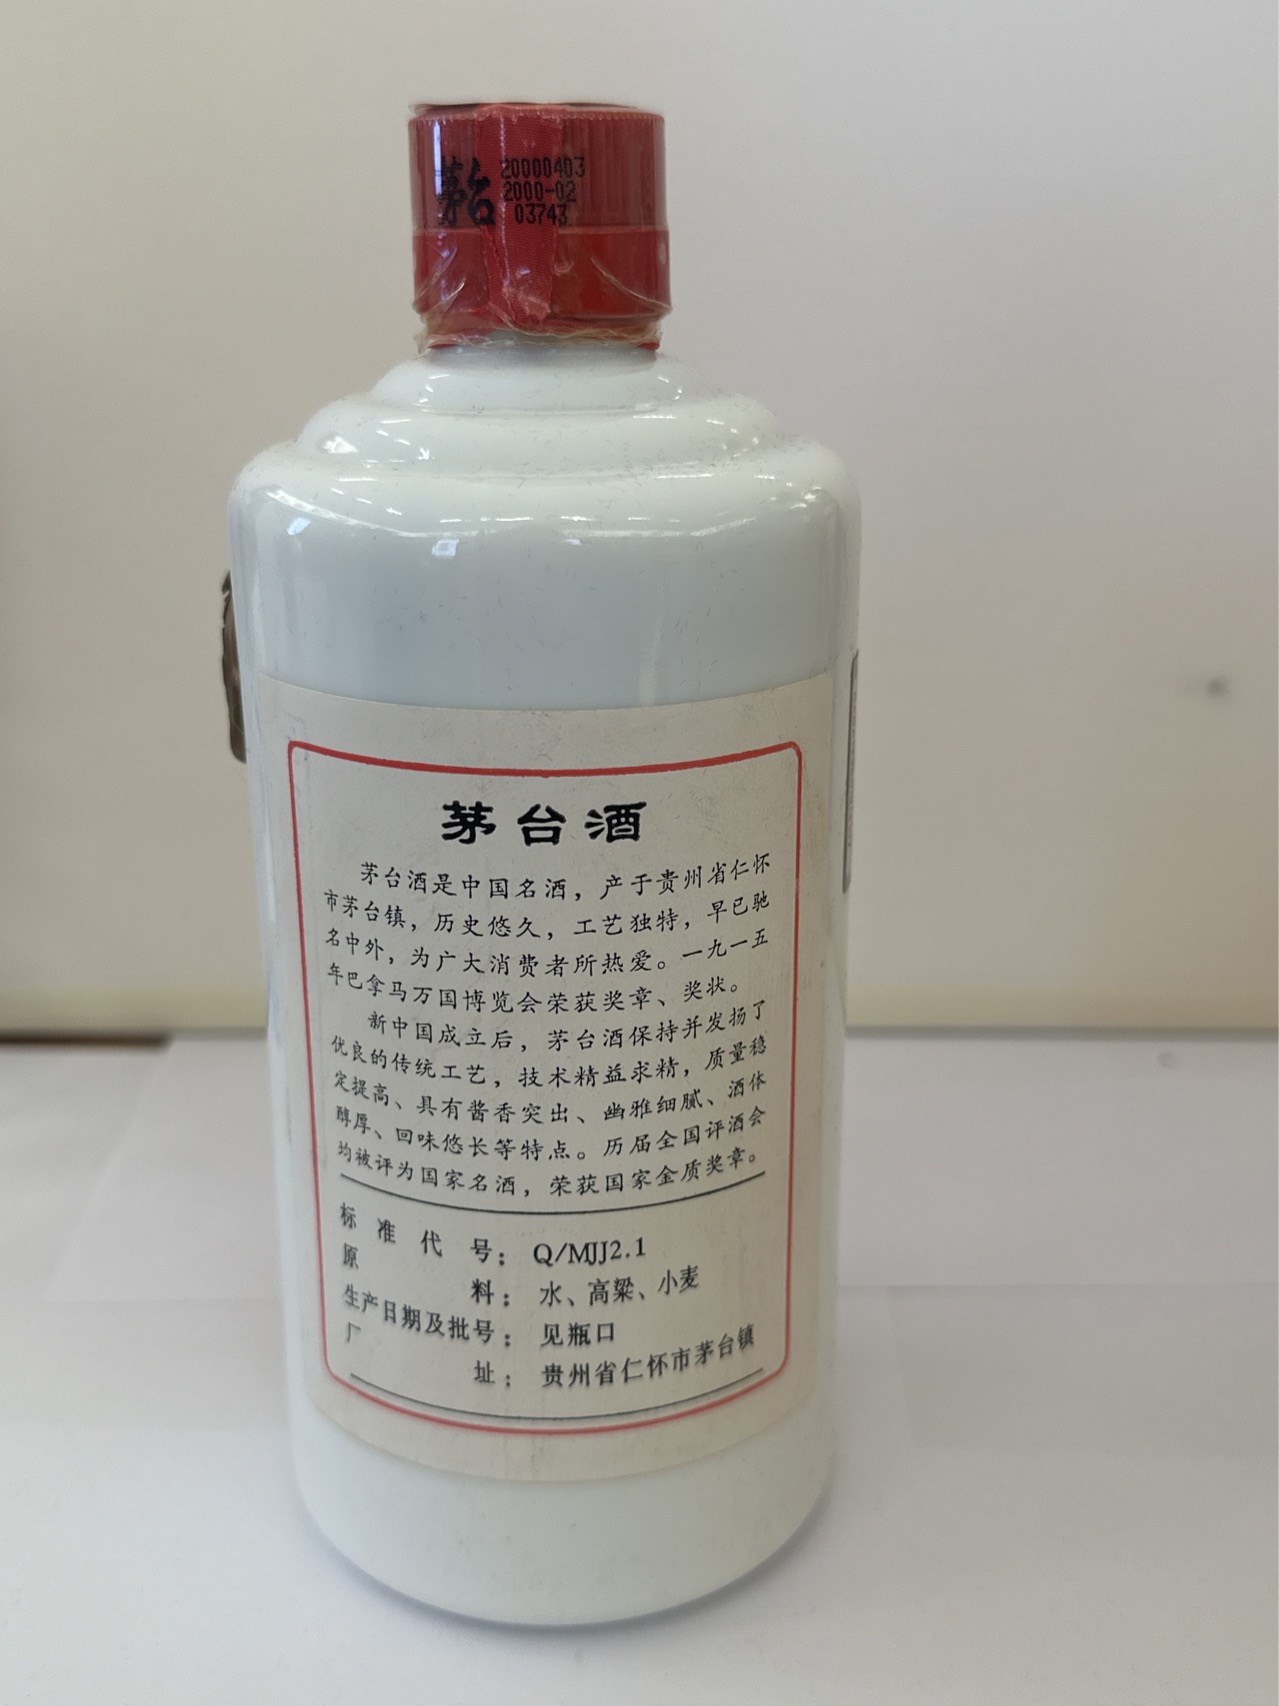 茅台
20000403
2000-02
03743
茅台酒
茅台酒是中国名酒，产于贵州省仁怀
市茅台镇，历史悠久，工艺独特，早已驰
名中外，为广大消费者所热爱。一九一五
年巴拿马万国博览会荣获奖章、奖状。
新中国成立后，茅台酒保持并发扬了
优良的传统工艺，技术精益求精，质量稳
定提高、具有酱香突出、幽雅细腻、酒体
醇厚、回味悠长等特点。历届全国评酒会
均被评为国家名酒，荣获国家金质奖章。
标准代号：Q/MJJ2.1
原料：水、高粱、小麦
生产日期及批号：见瓶口
厂址：贵州省仁怀市茅台镇